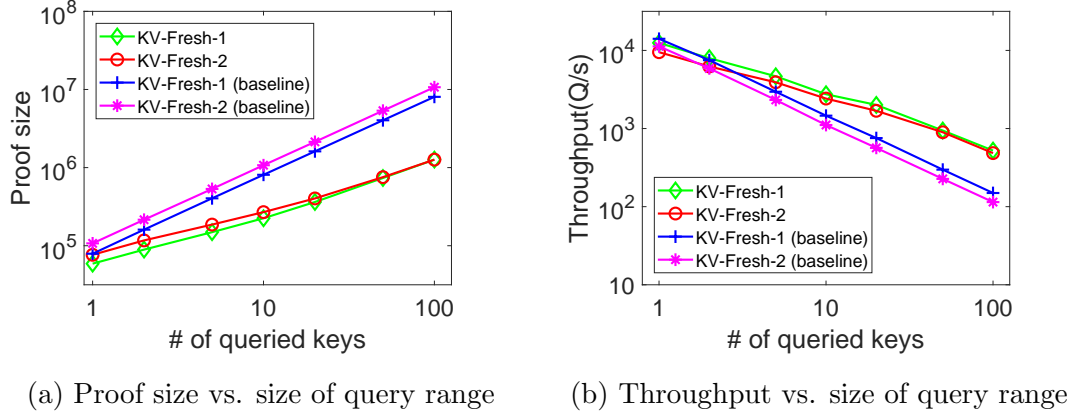 10^8
10^7
10^6
10^5
Proof size
KV-Fresh-1
KV-Fresh-2
KV-Fresh-1 (baseline)
KV-Fresh-2 (baseline)
1
10
100
# of queried keys
(a) Proof size vs. size of query range
10^4
10^3
10^2
10
Throughput(Q/s)
KV-Fresh-1
KV-Fresh-2
KV-Fresh-1 (baseline)
KV-Fresh-2 (baseline)
1
10
100
# of queried keys
(b) Throughput vs. size of query range